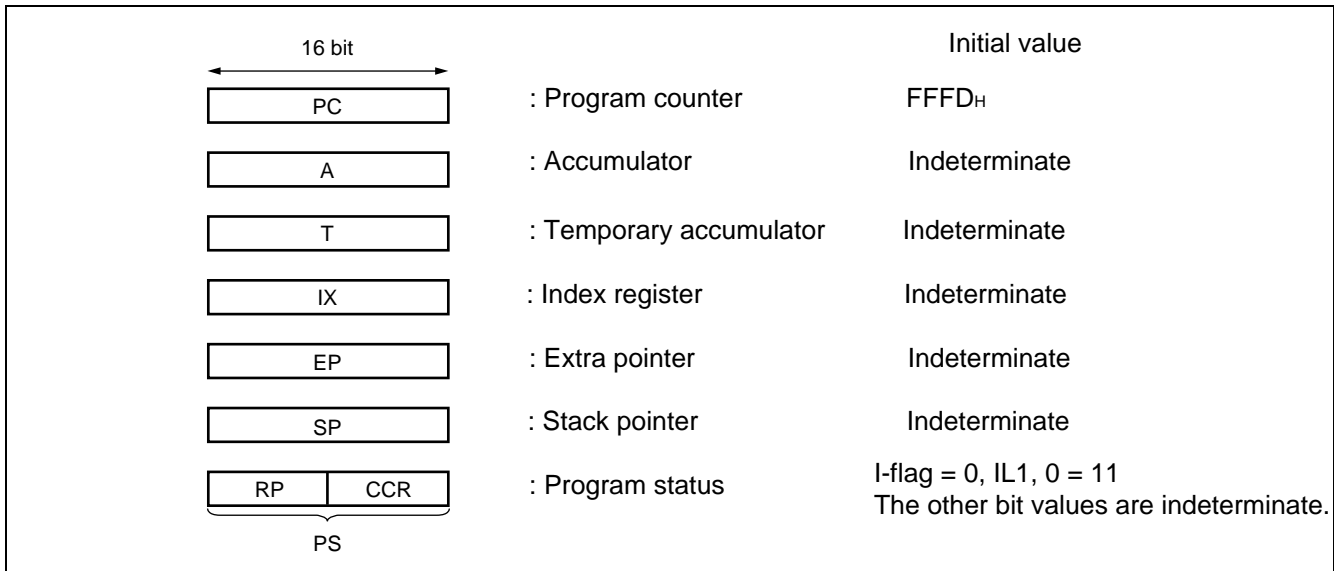 16 bit
Initial value
PC : Program counter FFFDH
A : Accumulator Indeterminate
T : Temporary accumulator Indeterminate
IX : Index register Indeterminate
EP : Extra pointer Indeterminate
SP : Stack pointer Indeterminate
RP CCR : Program status I-flag = 0, IL1, 0 = 11
The other bit values are indeterminate.
PS